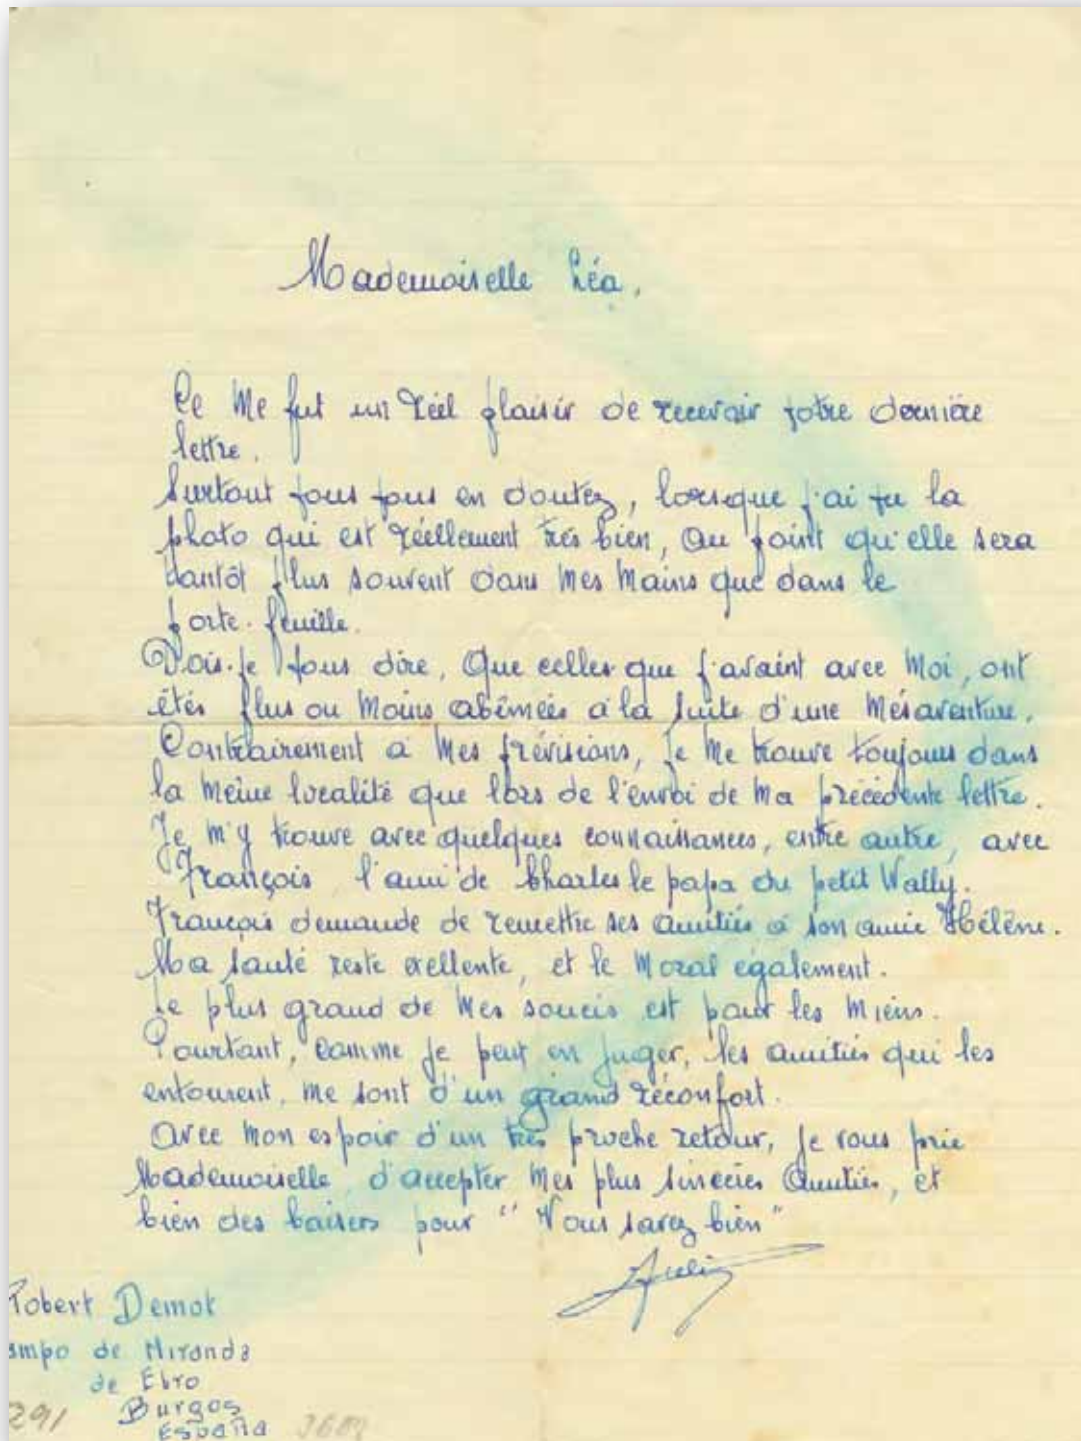 Mademoiselle Léa,
Ce me fut un réel plaisir de recevoir votre dernière
lettre.
Surtout vous vous en doutez, lorsque j'ai vu la
photo qui est réellement très bien, au point qu'elle sera
tantôt plus souvent dans mes mains que dans le
porte-feuille.
Dois-je vous dire, que celles que j'avaint avec moi, ont
étés plus ou moins abîmées à la suite d'une mésaventure.
Contrairement à mes prévisions, je me trouve toujours dans
la même localité que lors de l'envoi de ma précédente lettre.
Je m'y trouve avec quelques connaissances, entre autre, avec
François l'ami de Charles le papa du petit Wally.
François demande de remettre ses amitiés à son amie Hélène.
Ma santé reste exellente, et le moral également.
Le plus grand de mes soucis est pour les miens.
Pourtant, comme je peut en juger, les amitiés qui les
entourent, me sont d'un grand réconfort.
Avec mon espoir d'un très proche retour, je vous prie
Mademoiselle, d'accepter mes plus sincères amitiés, et
bien des baisers pour "Vous savez bien"
Robert Demot
ampo de Miranda
de Ebro
Burgos
España
291